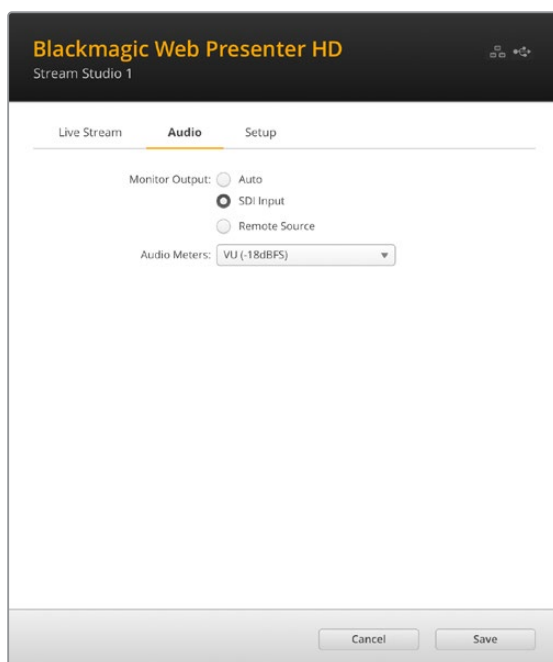 Blackmagic Web Presenter HD
Stream Studio 1
Live Stream Audio Setup
Monitor Output: Auto
SDI Input
Remote Source
Audio Meters: VU (-18dBFS)
Cancel Save